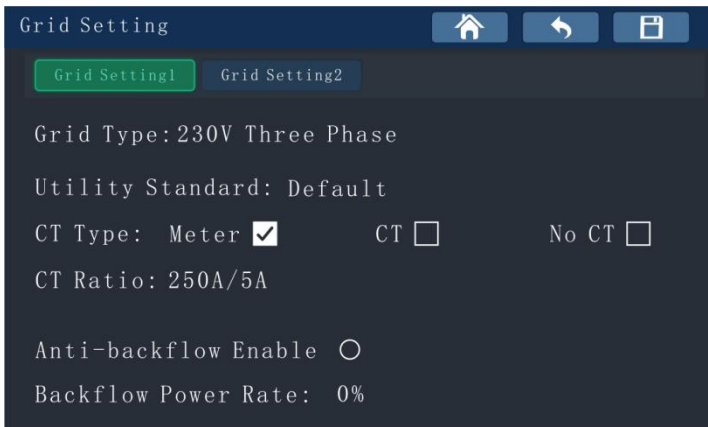 Grid Setting
Grid Setting1 Grid Setting2
Grid Type:230V Three Phase
Utility Standard: Default
CT Type: Meter CT No CT
CT Ratio: 250A/5A
Anti-backflow Enable
Backflow Power Rate: 0%